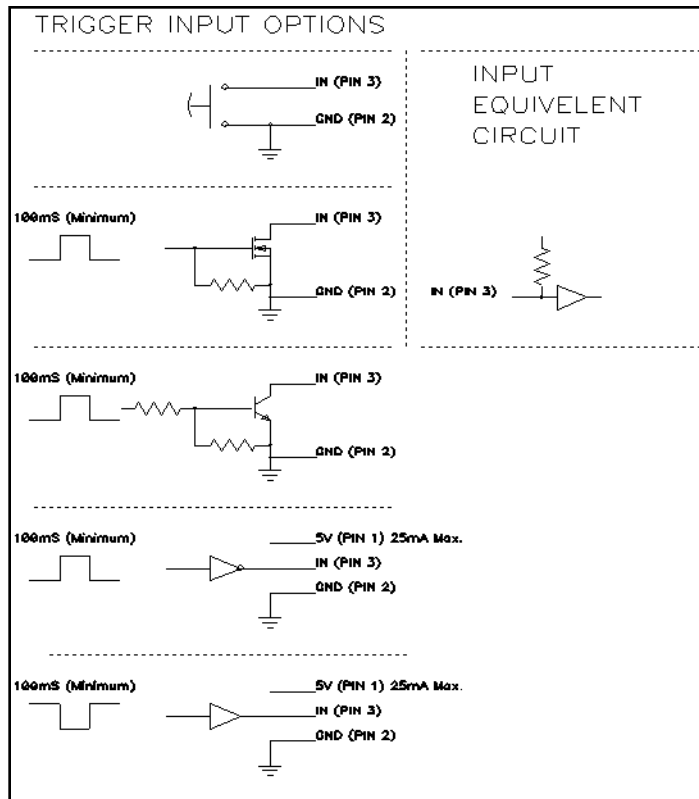 TRIGGER INPUT OPTIONS
IN (PIN 3)
GND (PIN 2)
INPUT
EQUIVELENT
CIRCUIT
100mS (Minimum)
IN (PIN 3)
GND (PIN 2)
IN (PIN 3)
100mS (Minimum)
IN (PIN 3)
GND (PIN 2)
100mS (Minimum)
5V (PIN 1) 25mA Max.
IN (PIN 3)
GND (PIN 2)
100mS (Minimum)
5V (PIN 1) 25mA Max.
IN (PIN 3)
GND (PIN 2)